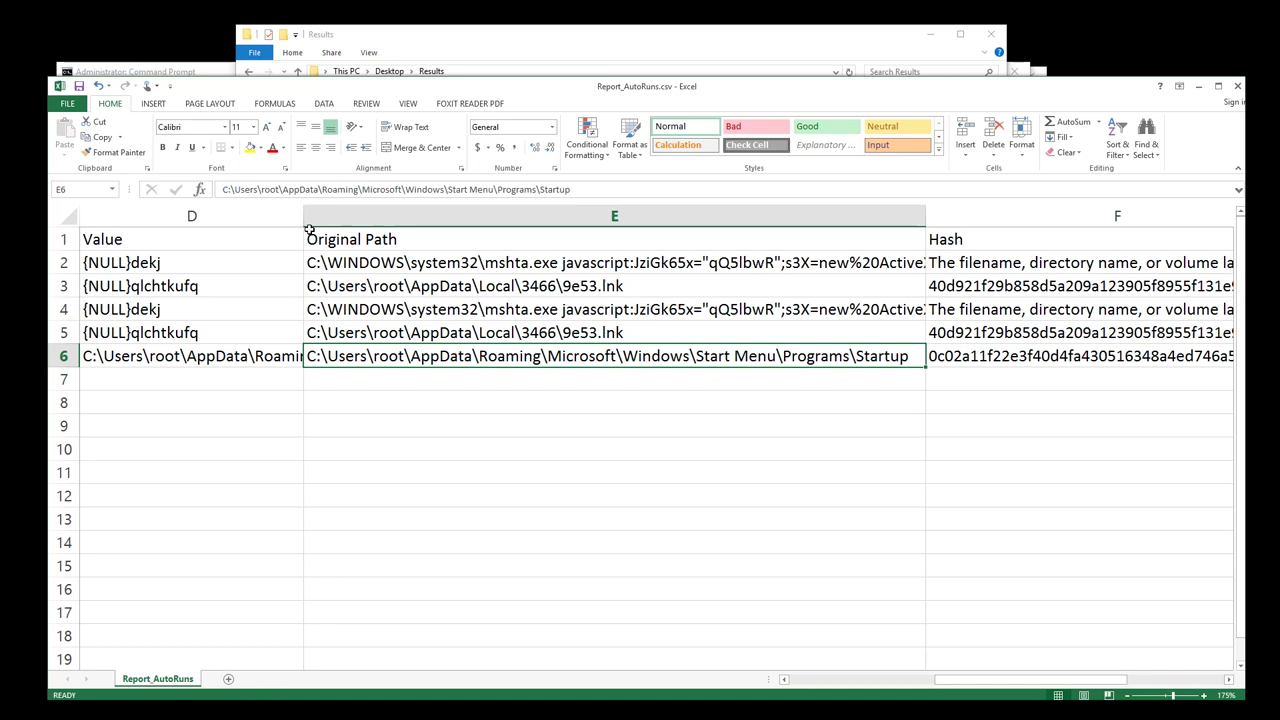 Results
File Home Share View
This PC Desktop Results
Search Results
Administrator: Command Prompt
Report_AutoRuns.csv - Excel
FILE HOME INSERT PAGE LAYOUT FORMULAS DATA REVIEW VIEW FOXIT READER PDF
Sign in
Paste
Cut
Copy
Format Painter
Clipboard
Calibri 11
B I U
Font
Wrap Text
Merge & Center
Alignment
General
$ % ,
Number
Conditional Formatting
Format as Table
Normal Bad Good Neutral
Calculation Check Cell Explanatory ... Input
Styles
Insert Delete Format
Cells
AutoSum
Fill
Clear
Sort & Filter
Find & Select
Editing
E6 fx C:\Users\root\AppData\Roaming\Microsoft\Windows\Start Menu\Programs\Startup
D E F
1 Value Original Path Hash
2 {NULL}dekj C:\WINDOWS\system32\mshta.exe javascript:JziGk65x="qQ5lbwR";s3X=new%20Active The filename, directory name, or volume la
3 {NULL}qlchtkufq C:\Users\root\AppData\Local\3466\9e53.lnk 40d921f29b858d5a209a123905f8955f131e9
4 {NULL}dekj C:\WINDOWS\system32\mshta.exe javascript:JziGk65x="qQ5lbwR";s3X=new%20Active The filename, directory name, or volume la
5 {NULL}qlchtkufq C:\Users\root\AppData\Local\3466\9e53.lnk 40d921f29b858d5a209a123905f8955f131e9
6 C:\Users\root\AppData\Roamin C:\Users\root\AppData\Roaming\Microsoft\Windows\Start Menu\Programs\Startup 0c02a11f22e3f40d4fa430516348a4ed746a5
7
8
9
10
11
12
13
14
15
16
17
18
19
Report_AutoRuns
READY
175%